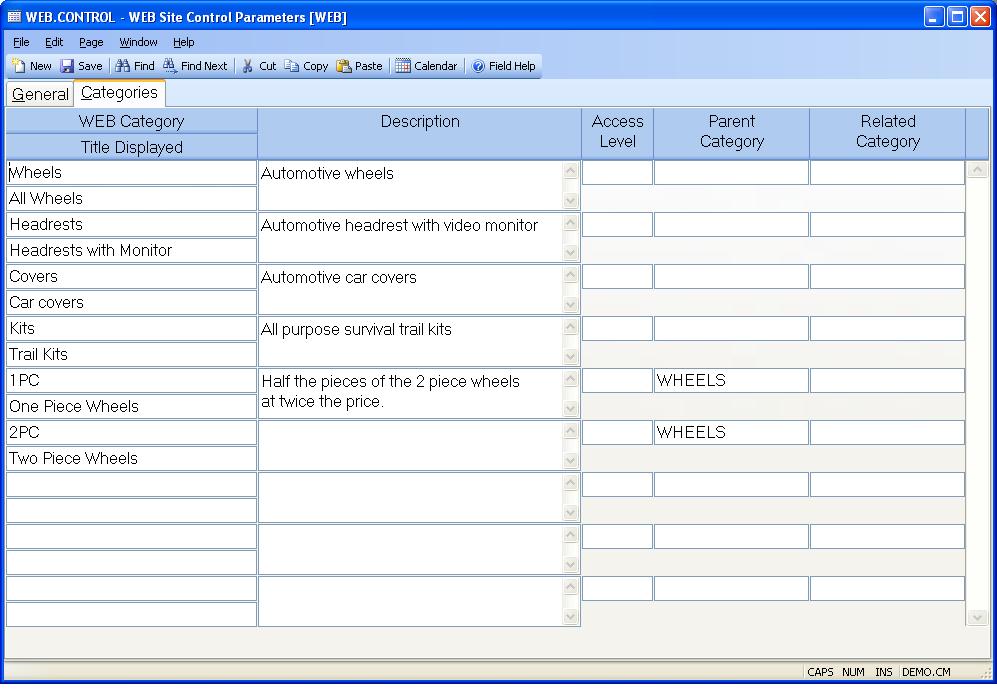 WEB.CONTROL - WEB Site Control Parameters [WEB]
File Edit Page Window Help
New Save Find Find Next Cut Copy Paste Calendar Field Help
General Categories
WEB Category
Title Displayed
Description
Access Level
Parent Category
Related Category
Wheels
All Wheels
Automotive wheels
Headrests
Headrests with Monitor
Automotive headrest with video monitor
Covers
Car covers
Automotive car covers
Kits
Trail Kits
All purpose survival trail kits
1PC
One Piece Wheels
Half the pieces of the 2 piece wheels
at twice the price.
WHEELS
2PC
Two Piece Wheels
WHEELS
CAPS NUM INS DEMO.CM